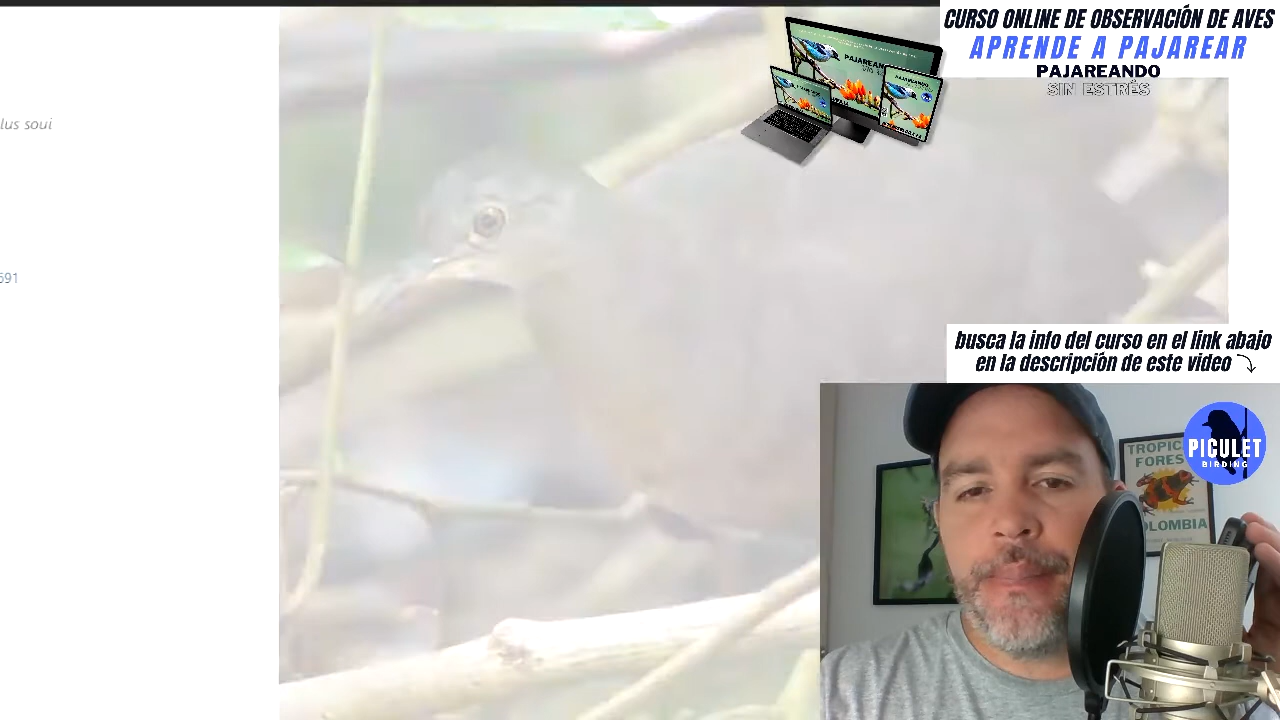 CURSO ONLINE DE OBSERVACIÓN DE AVES
APRENDE A PAJAREAR
PAJAREANDO
SIN ESTRÉS
lus soui
691
busca la info del curso en el link abajo
en la descripción de este video
PICULET
BIRDING
TROPIC
FORES
OLOMBIA